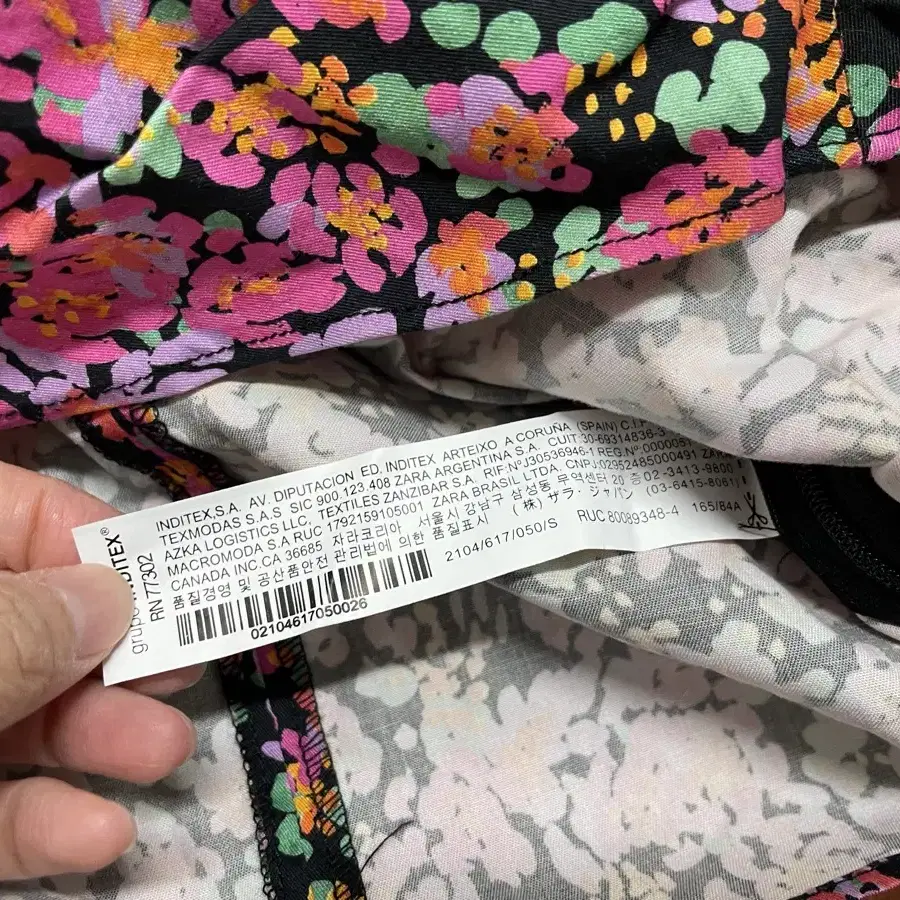 INDITEX,S.A. AV. DIPUTACION ED. INDITEX ARTEIXO A CORUÑA (SPAIN) C.I.F
TEXMODAS S.A.S SIC 900.123.408 ZARA ARGENTINA S.A. CUIT:30-69314836-3
AZKA LOGISTICS LLC, TEXTILES ZANZIBAR S.A. RIF:Nº J30536946-1 REG.Nº:0000051
MACROMODA S.A RUC 1792159105001 ZARA BRASIL LTDA. CNPJ:02952485000491
CANADA INC.CA 36685 자라코리아 서울시 강남구 삼성동 무역센터 20 층 02-3413-9800
품질경영 및 공산품안전 관리법에 의한 품질표시 (株) ザラ・ジャパン (03-6415-8061)
2104/617/050/S RUC 80089348-4 165/84A
02104617050026
grupo INDITEX®
RN 77302